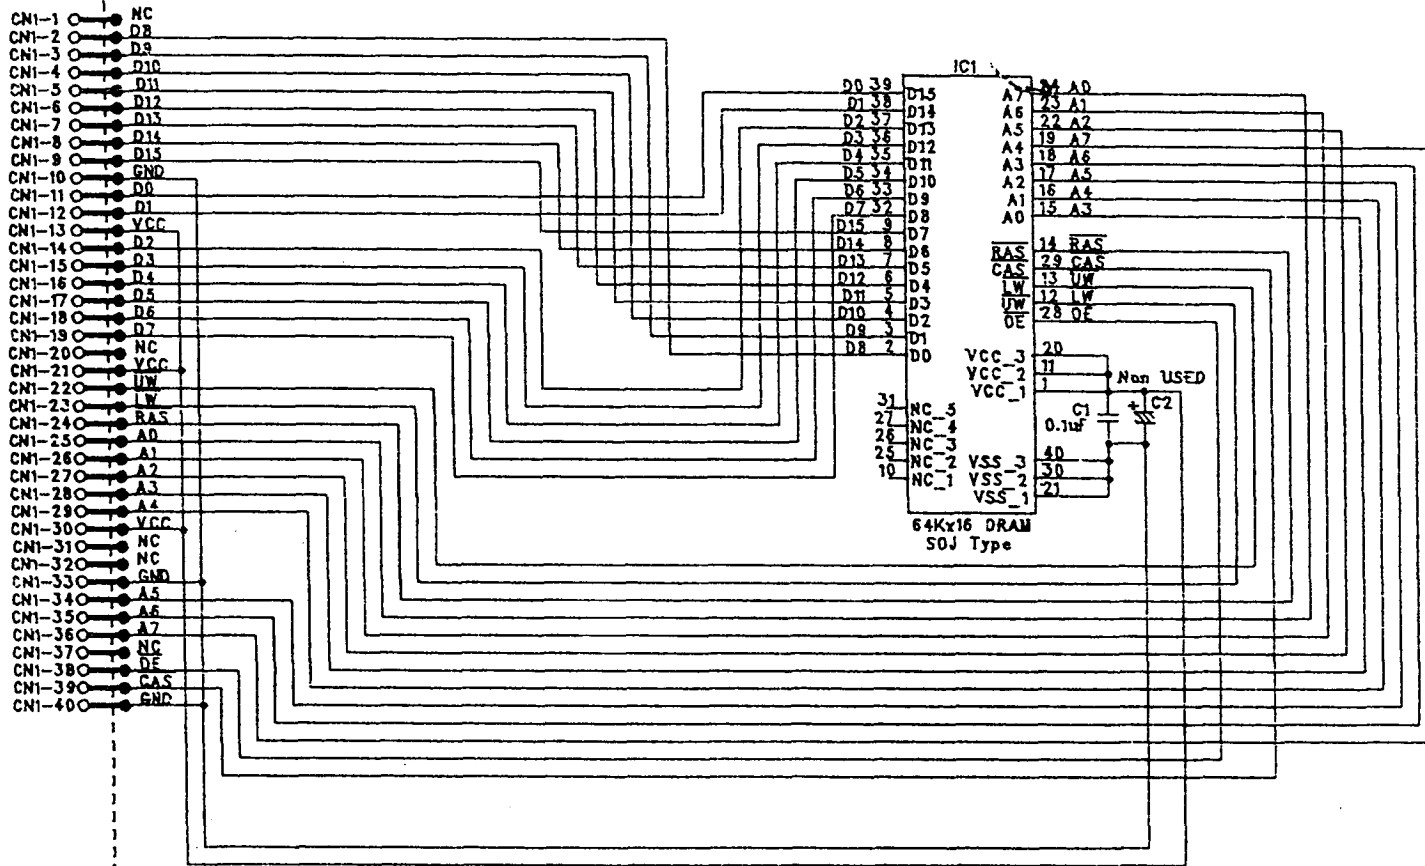 CN1-1 NC
CN1-2 D8
CN1-3 D9
CN1-4 D10
CN1-5 D11
CN1-6 D12
CN1-7 D13
CN1-8 D14
CN1-9 D15
CN1-10 GND
CN1-11 D0
CN1-12 D1
CN1-13 VCC
CN1-14 D2
CN1-15 D3
CN1-16 D4
CN1-17 D5
CN1-18 D6
CN1-19 D7
CN1-20 NC
CN1-21 VCC
CN1-22 UW
CN1-23 LW
CN1-24 RAS
CN1-25 A0
CN1-26 A1
CN1-27 A2
CN1-28 A3
CN1-29 A4
CN1-30 VCC
CN1-31 NC
CN1-32 NC
CN1-33 GND
CN1-34 A5
CN1-35 A6
CN1-36 A7
CN1-37 NC
CN1-38 OE
CN1-39 CAS
CN1-40 GND
IC1
D0 39 D15
D1 38 D14
D2 37 D13
D3 36 D12
D4 35 D11
D5 34 D10
D6 33 D9
D7 32 D8
D15 9 D7
D14 8 D6
D13 7 D5
D12 6 D4
D11 5 D3
D10 4 D2
D9 3 D1
D8 2 D0
31 NC_5
27 NC_4
26 NC_3
25 NC_2
10 NC_1
A7 A0
A6 23 A1
A5 22 A2
A4 19 A7
A3 18 A6
A2 17 A5
A1 16 A4
A0 15 A3
RAS 14 RAS
CAS 29 CAS
LW 13 UW
UW 12 LW
OE 28 OE
VCC_3 20
VCC_2 11
VCC_1 1
Non USED
C1
0.1uF
+ C2
VSS_3 40
VSS_2 30
VSS_1 21
64Kx16 DRAM
SOJ Type